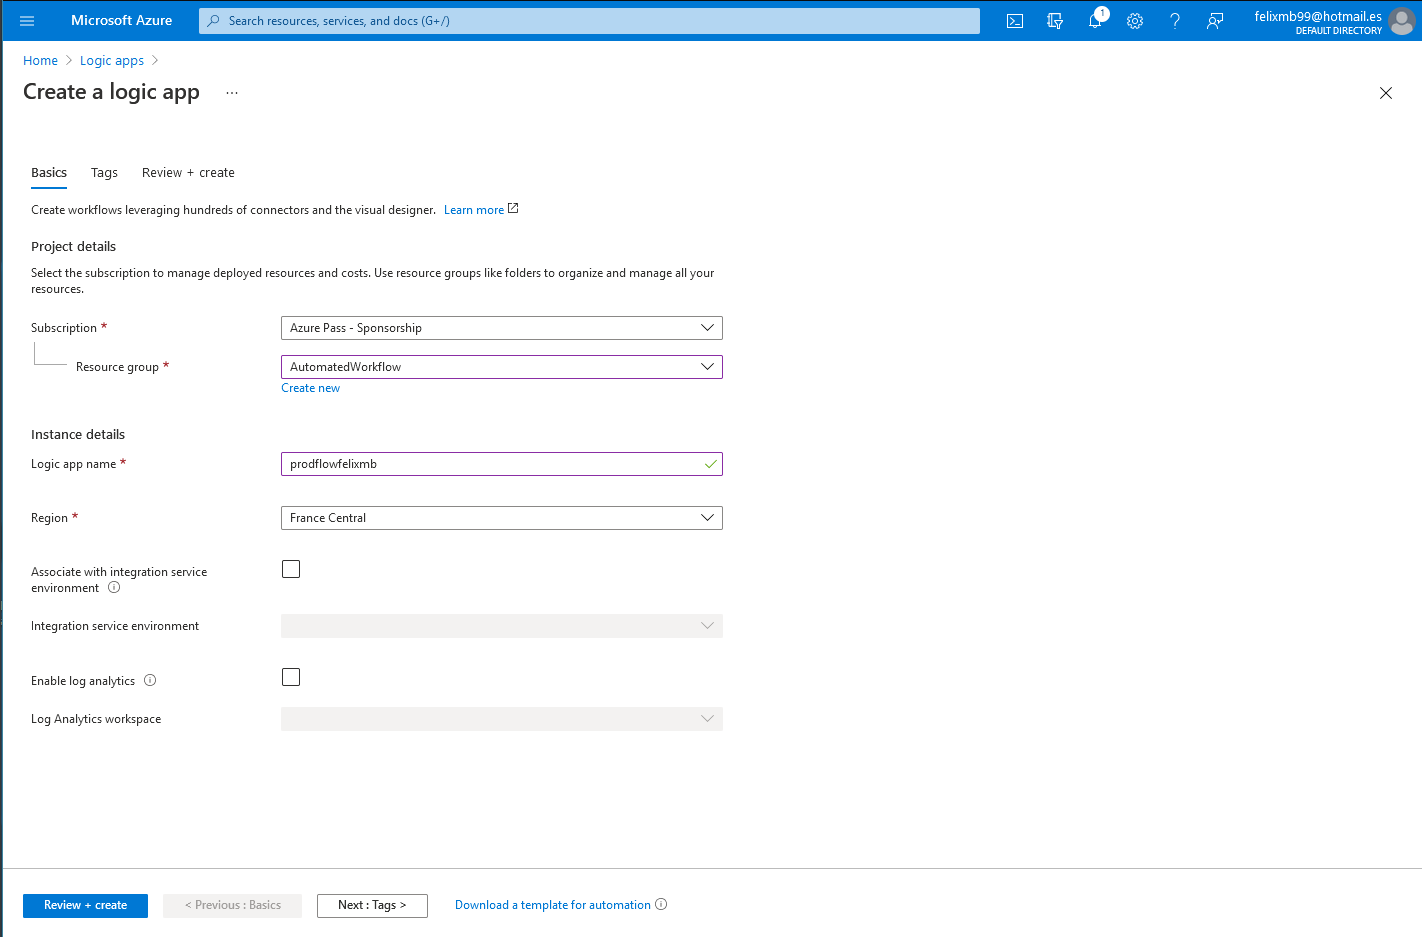 Microsoft Azure
Search resources, services, and docs (G+/)
1
felixmb99@hotmail.es
DEFAULT DIRECTORY
Home > Logic apps >
Create a logic app ...
Basics Tags Review + create
Create workflows leveraging hundreds of connectors and the visual designer. Learn more
Project details
Select the subscription to manage deployed resources and costs. Use resource groups like folders to organize and manage all your
resources.
Subscription * Azure Pass - Sponsorship
Resource group * AutomatedWorkflow
Create new
Instance details
Logic app name * prodflowfelixmb
Region * France Central
Associate with integration service
environment
Integration service environment
Enable log analytics
Log Analytics workspace
Review + create < Previous : Basics Next : Tags > Download a template for automation